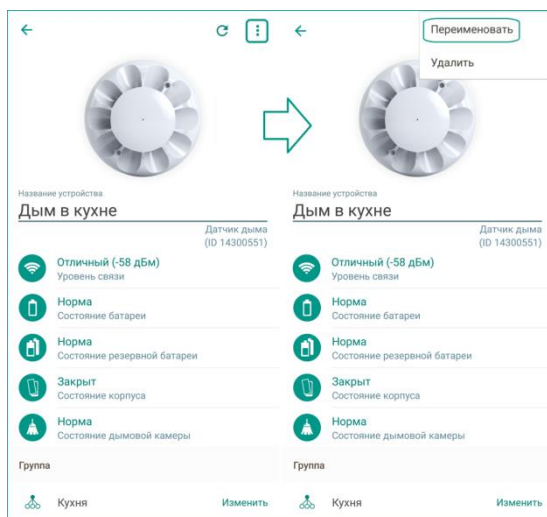 Название устройства
Дым в кухне
Датчик дыма
(ID 14300551)
Отличный (-58 дБм)
Уровень связи
Норма
Состояние батареи
Норма
Состояние резервной батареи
Закрыт
Состояние корпуса
Норма
Состояние дымовой камеры
Группа
Кухня Изменить
Переименовать
Удалить
Название устройства
Дым в кухне
Датчик дыма
(ID 14300551)
Отличный (-58 дБм)
Уровень связи
Норма
Состояние батареи
Норма
Состояние резервной батареи
Закрыт
Состояние корпуса
Норма
Состояние дымовой камеры
Группа
Кухня Изменить